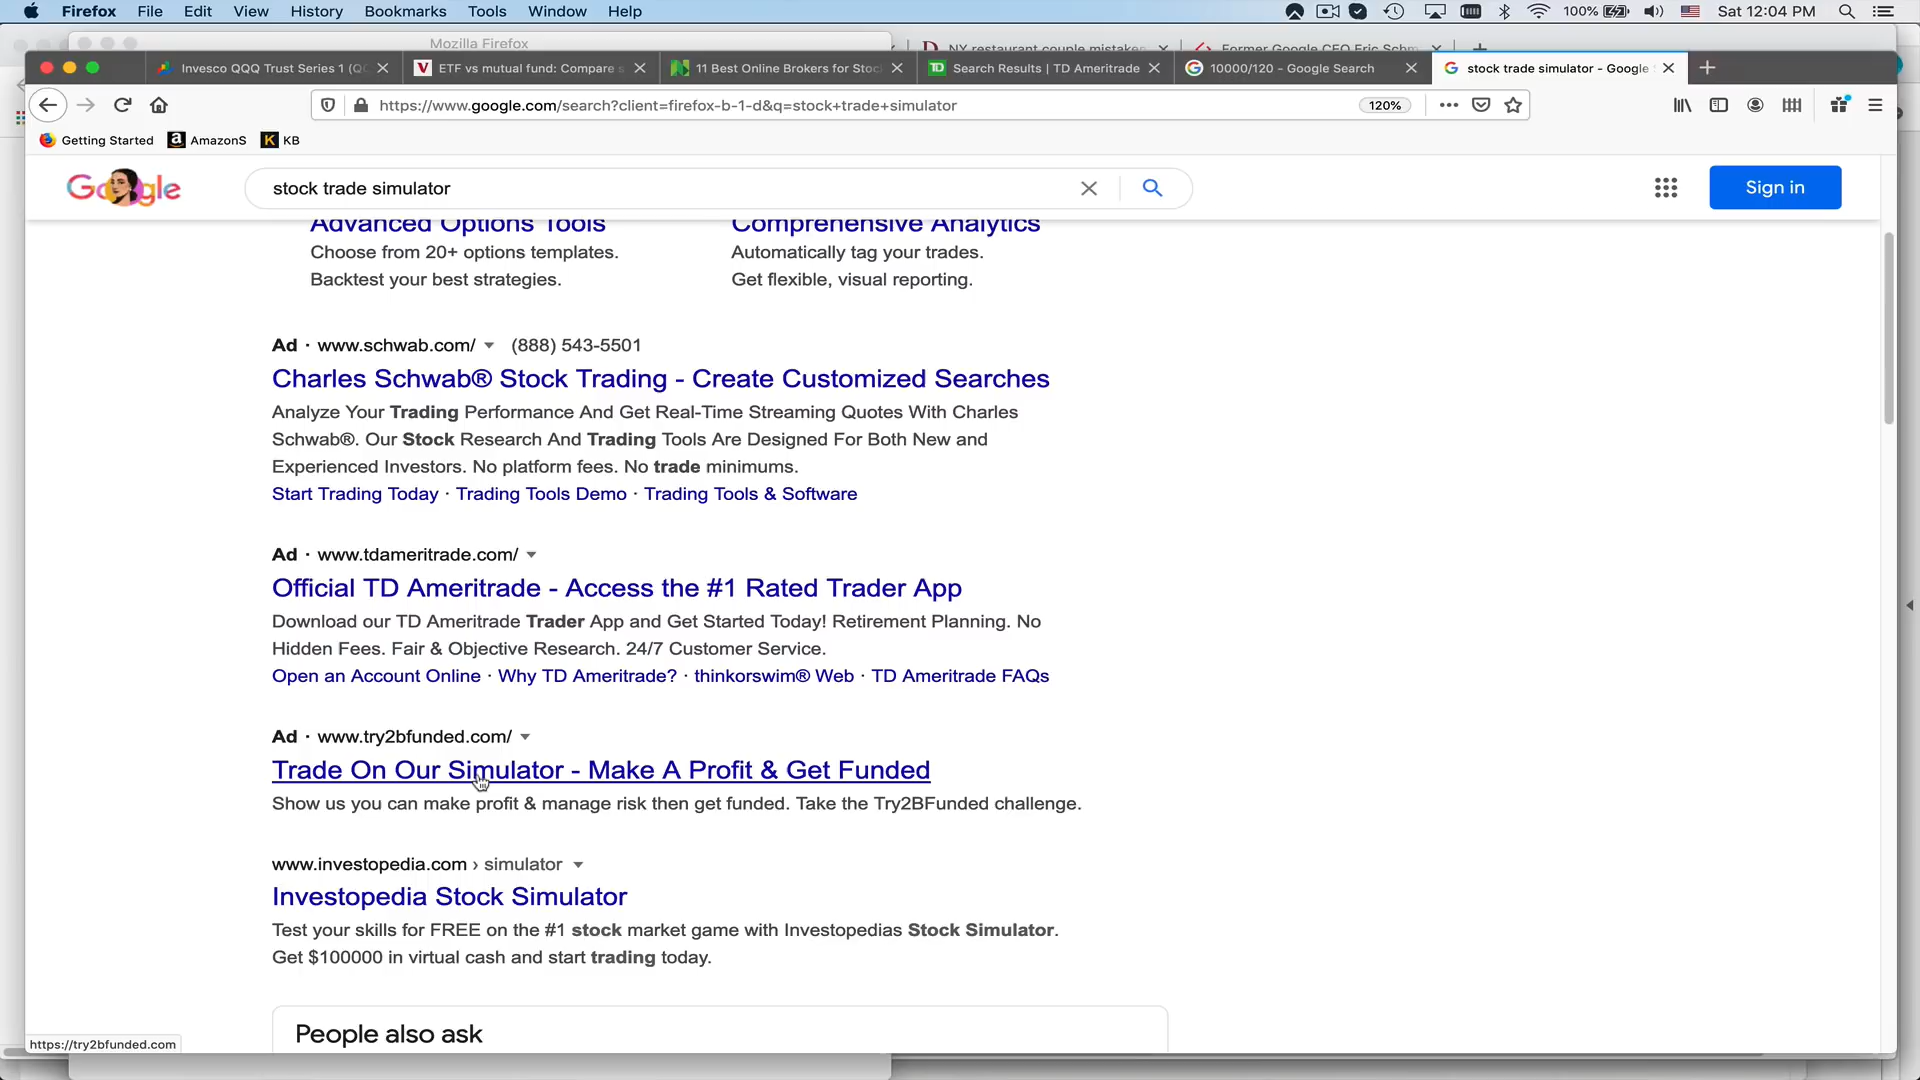 Firefox File Edit View History Bookmarks Tools Window Help 100% Sat 12:04 PM
Mozilla Firefox
NY restaurant couple mistakes Former Google CEO Eric Schm
Invesco QQQ Trust Series 1 (QQ ETF vs mutual fund: Compare s 11 Best Online Brokers for Stoc Search Results | TD Ameritrade 10000/120 - Google Search stock trade simulator - Google
https://www.google.com/search?client=firefox-b-1-d&q=stock+trade+simulator 120%
Getting Started AmazonS KB
Google stock trade simulator Sign in
Advanced Options Tools
Choose from 20+ options templates.
Backtest your best strategies.
Comprehensive Analytics
Automatically tag your trades.
Get flexible, visual reporting.
Ad · www.schwab.com/ (888) 543-5501
Charles Schwab® Stock Trading - Create Customized Searches
Analyze Your Trading Performance And Get Real-Time Streaming Quotes With Charles
Schwab®. Our Stock Research And Trading Tools Are Designed For Both New and
Experienced Investors. No platform fees. No trade minimums.
Start Trading Today · Trading Tools Demo · Trading Tools & Software
Ad · www.tdameritrade.com/
Official TD Ameritrade - Access the #1 Rated Trader App
Download our TD Ameritrade Trader App and Get Started Today! Retirement Planning. No
Hidden Fees. Fair & Objective Research. 24/7 Customer Service.
Open an Account Online · Why TD Ameritrade? · thinkorswim® Web · TD Ameritrade FAQs
Ad · www.try2bfunded.com/
Trade On Our Simulator - Make A Profit & Get Funded
Show us you can make profit & manage risk then get funded. Take the Try2BFunded challenge.
www.investopedia.com › simulator
Investopedia Stock Simulator
Test your skills for FREE on the #1 stock market game with Investopedias Stock Simulator.
Get $100000 in virtual cash and start trading today.
People also ask
https://try2bfunded.com